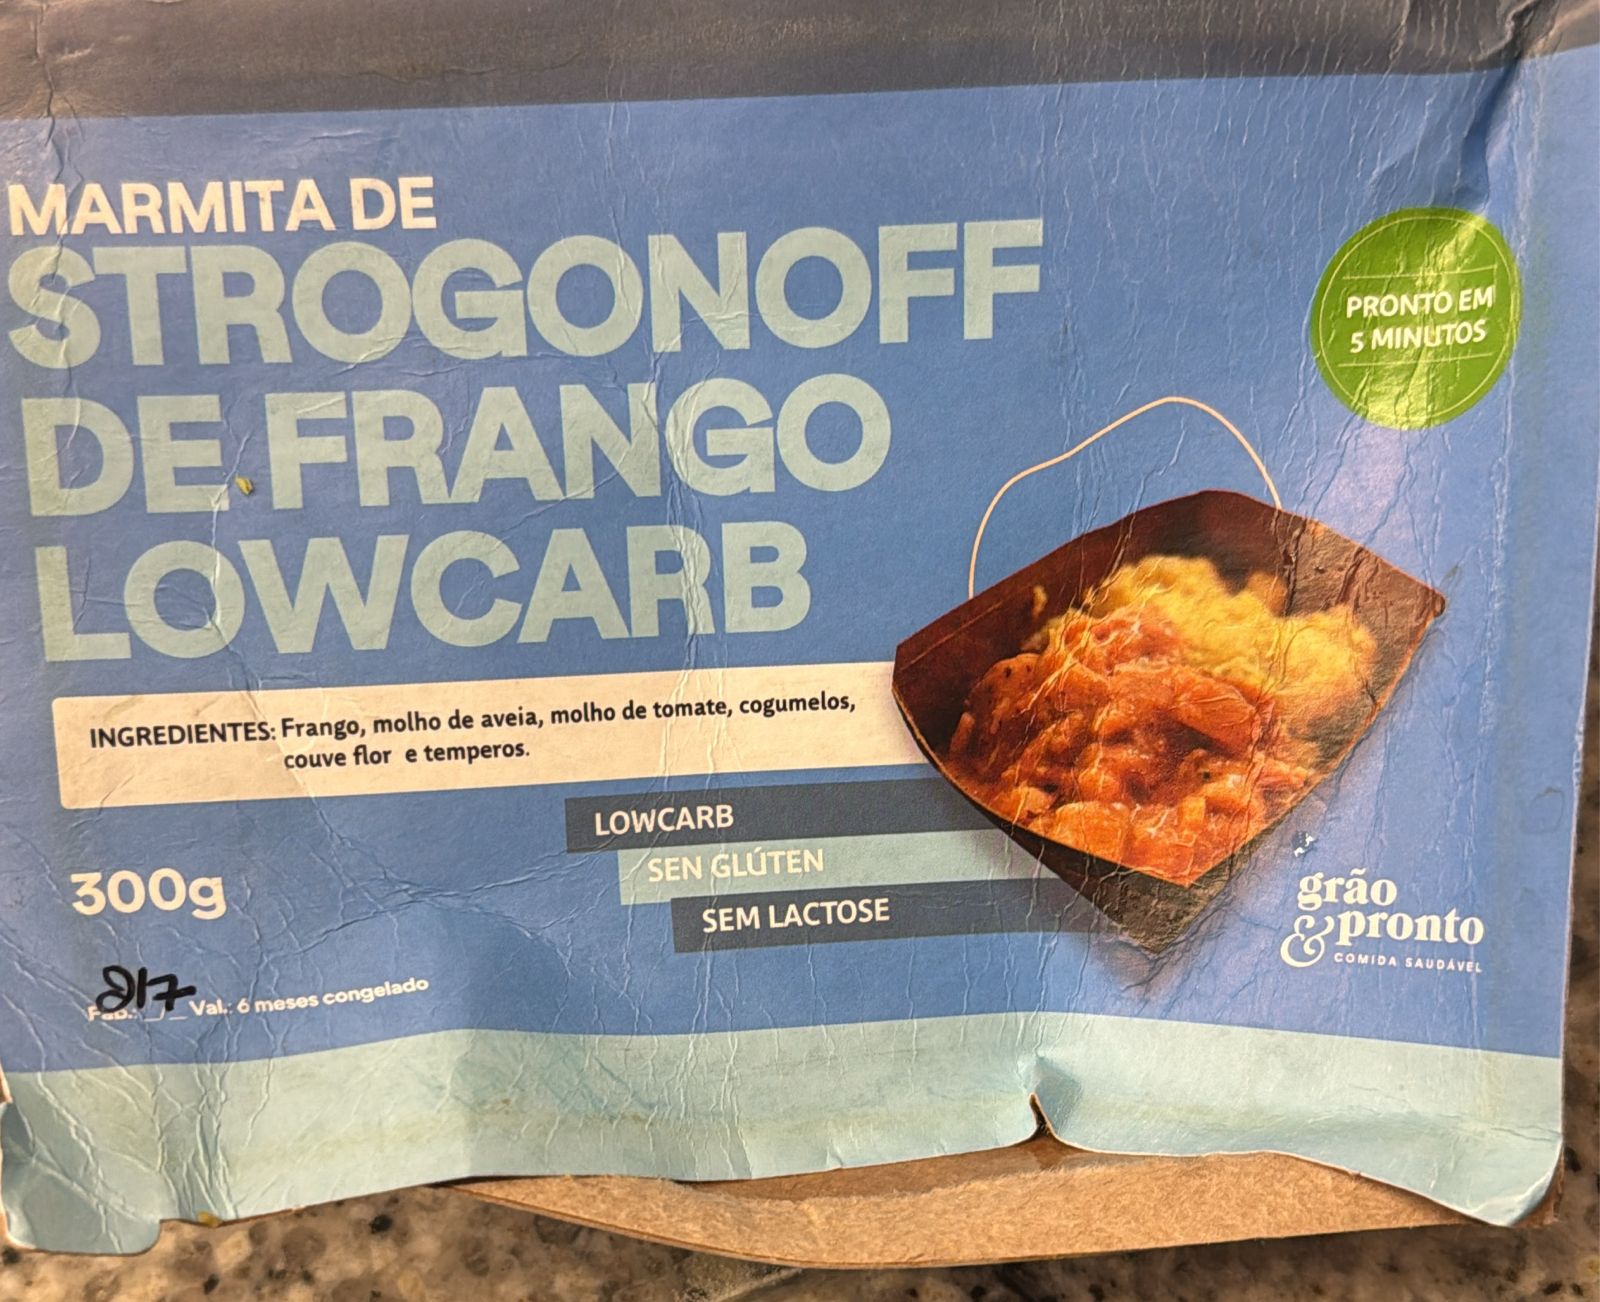 MARMITA DE
STROGONOFF
DE FRANGO
LOWCARB
PRONTO EM
5 MINUTOS
INGREDIENTES: Frango, molho de aveia, molho de tomate, cogumelos,
couve flor e temperos.
LOWCARB
SEN GLÚTEN
SEM LACTOSE
300g
Val.: 6 meses congelado
grão
&pronto
COMIDA SAUDÁVEL